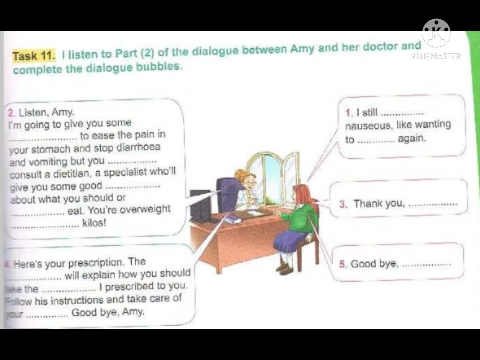 Task 11. I listen to Part (2) of the dialogue between Amy and her doctor and
complete the dialogue bubbles.
KINEMASTER
2. Listen, Amy.
I'm going to give you some
........................ to ease the pain in
your stomach and stop diarrhoea
and vomiting but you ................
consult a dietitian, a specialist who'll
give you some good .................
about what you should or
.................... eat. You're overweight
...................... kilos!
1. I still ..............
nauseous, like wanting
to ............. again.
3. Thank you, ...............
4. Here's your prescription. The
................ will explain how you should
take the ................ I prescribed to you.
Follow his instructions and take care of
your .............. Good bye, Amy.
5. Good bye, ...............